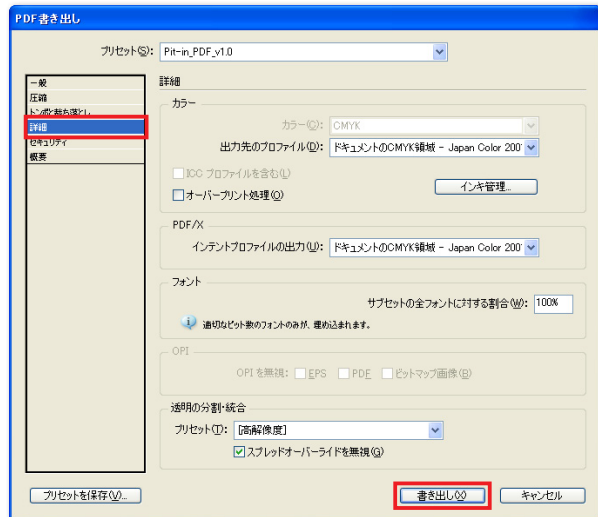 PDF書き出し
プリセット(S): Pit-in_PDF_v1.0
一般
圧縮
トンボと裁ち落とし
詳細
セキュリティ
概要
詳細
カラー
カラー(C): CMYK
出力先のプロファイル(D): ドキュメントのCMYK領域 - Japan Color 200
ICC プロファイルを含む(L)
オーバープリント処理(O)
インキ管理...
PDF/X
インテントプロファイルの出力(U): ドキュメントのCMYK領域 - Japan Color 200
フォント
サブセットの全フォントに対する割合(W): 100%
適切なビット数のフォントのみが、埋め込まれます。
OPI
OPI を無視: EPS PDF ビットマップ画像(B)
透明の分割・統合
プリセット(T): [高解像度]
スプレッドオーバーライドを無視(G)
プリセットを保存(V)... 書き出し(X) キャンセル